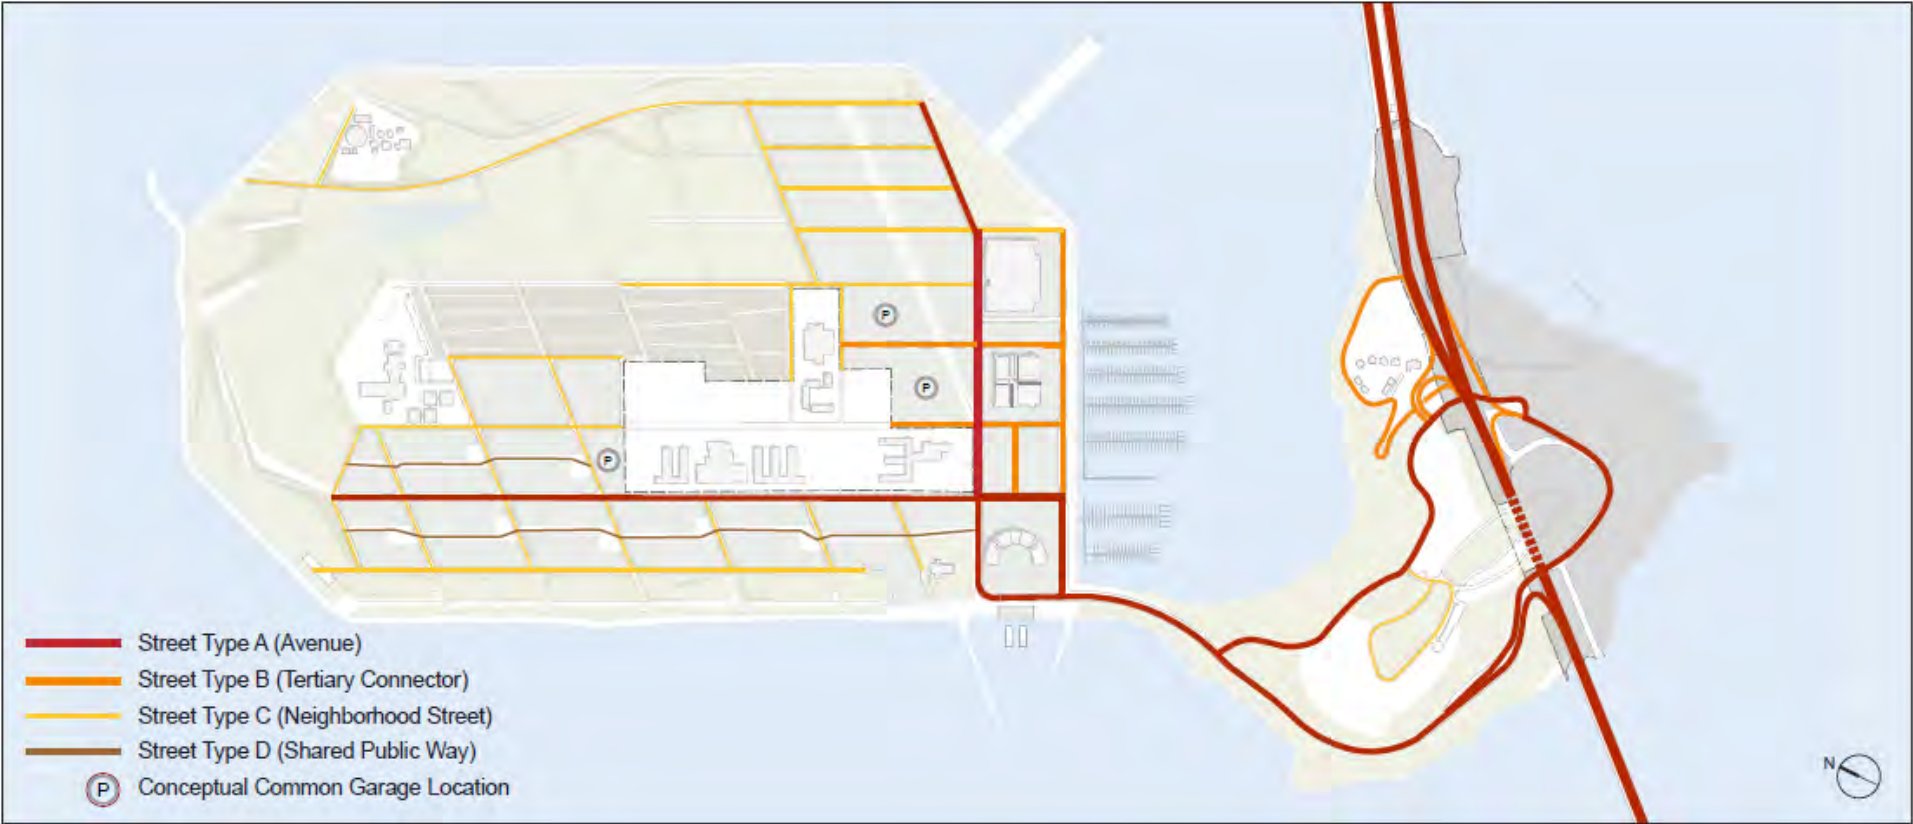 P
P
P
Street Type A (Avenue)
Street Type B (Tertiary Connector)
Street Type C (Neighborhood Street)
Street Type D (Shared Public Way)
P Conceptual Common Garage Location
N